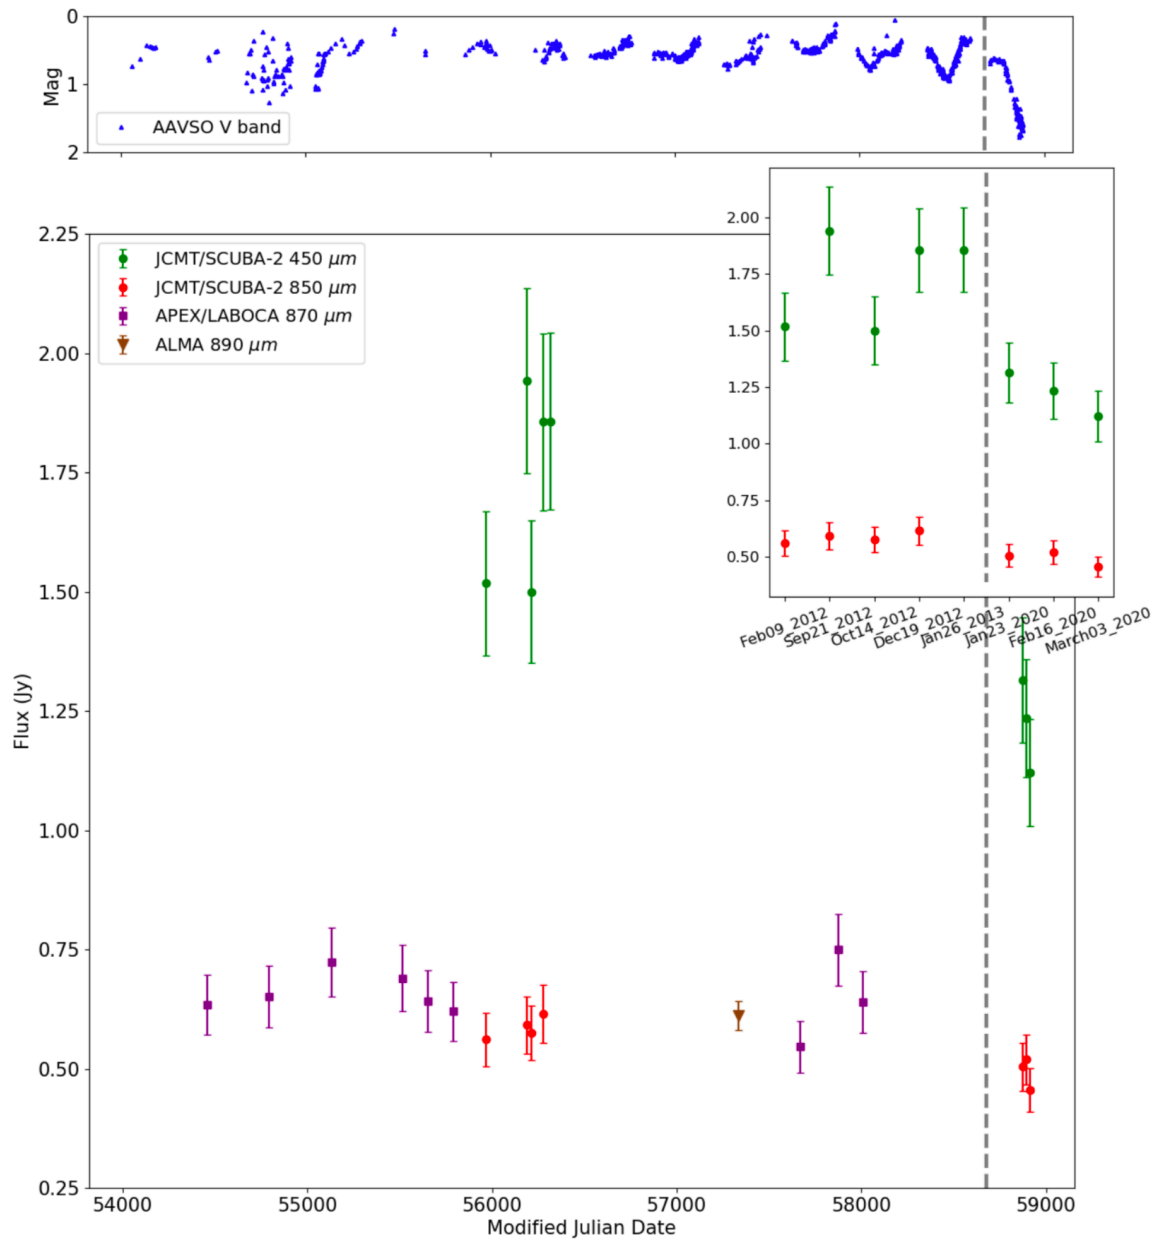 0
1
2
Mag
AAVSO V band
2.00
1.75
1.50
1.25
1.00
0.75
0.50
Feb09_2012
Sep21_2012
Oct14_2012
Dec19_2012
Jan26_2013
Jan23_2020
Feb16_2020
March03_2020
2.25
2.00
1.75
1.50
1.25
1.00
0.75
0.50
0.25
Flux (Jy)
JCMT/SCUBA-2 450 μm
JCMT/SCUBA-2 850 μm
APEX/LABOCA 870 μm
ALMA 890 μm
54000 55000 56000 57000 58000 59000
Modified Julian Date